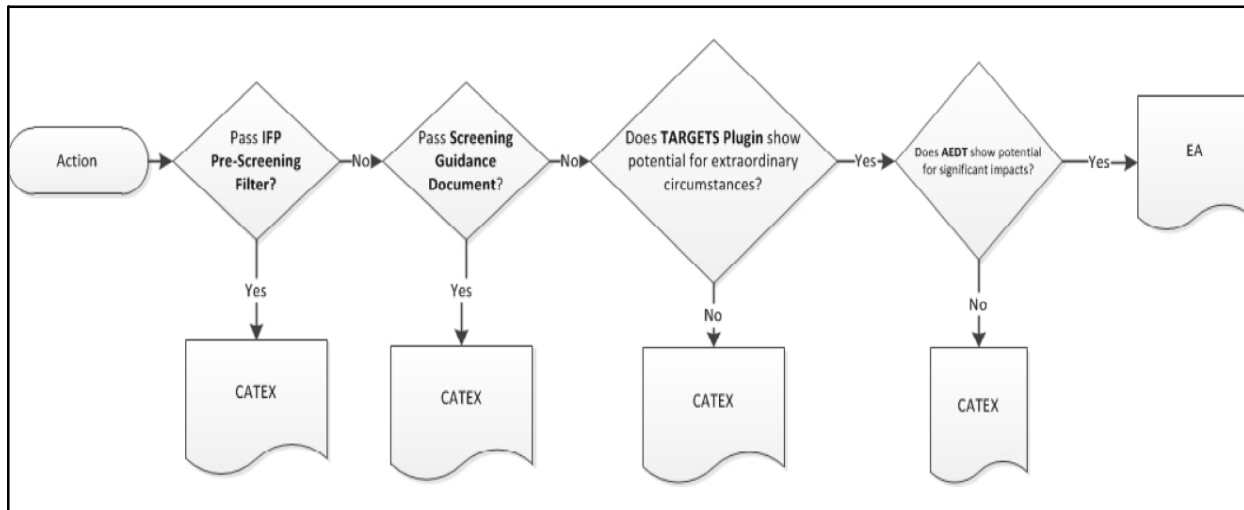 Action
Pass IFP
Pre-Screening
Filter?
No
Pass Screening
Guidance
Document?
No
Does TARGETS Plugin show
potential for extraordinary
circumstances?
Yes
Does AEDT show potential
for significant impacts?
Yes
EA
Yes
Yes
No
No
CATEX
CATEX
CATEX
CATEX